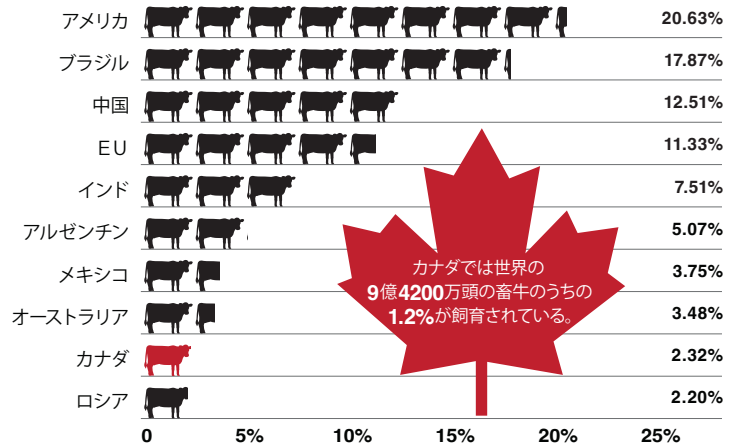 アメリカ 20.63%
ブラジル 17.87%
中国 12.51%
EU 11.33%
インド 7.51%
アルゼンチン 5.07%
メキシコ 3.75%
オーストラリア 3.48%
カナダ 2.32%
ロシア 2.20%
カナダでは世界の
9億4200万頭の畜牛のうちの
1.2%が飼育されている。
0 5% 10% 15% 20% 25%